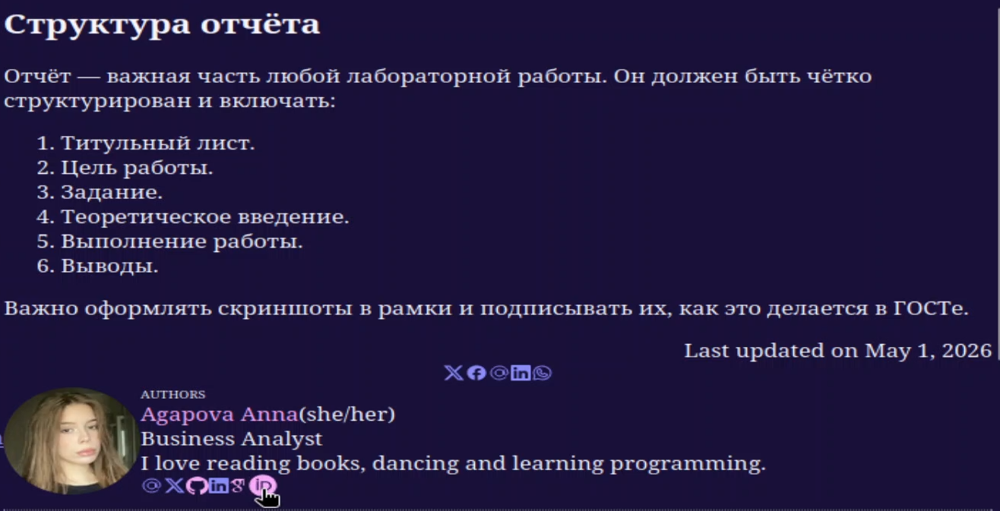 Структура отчёта
Отчёт — важная часть любой лабораторной работы. Он должен быть чётко
структурирован и включать:
1. Титульный лист.
2. Цель работы.
3. Задание.
4. Теоретическое введение.
5. Выполнение работы.
6. Выводы.
Важно оформлять скриншоты в рамки и подписывать их, как это делается в ГОСТе.
Last updated on May 1, 2026
AUTHORS
Agapova Anna(she/her)
Business Analyst
I love reading books, dancing and learning programming.